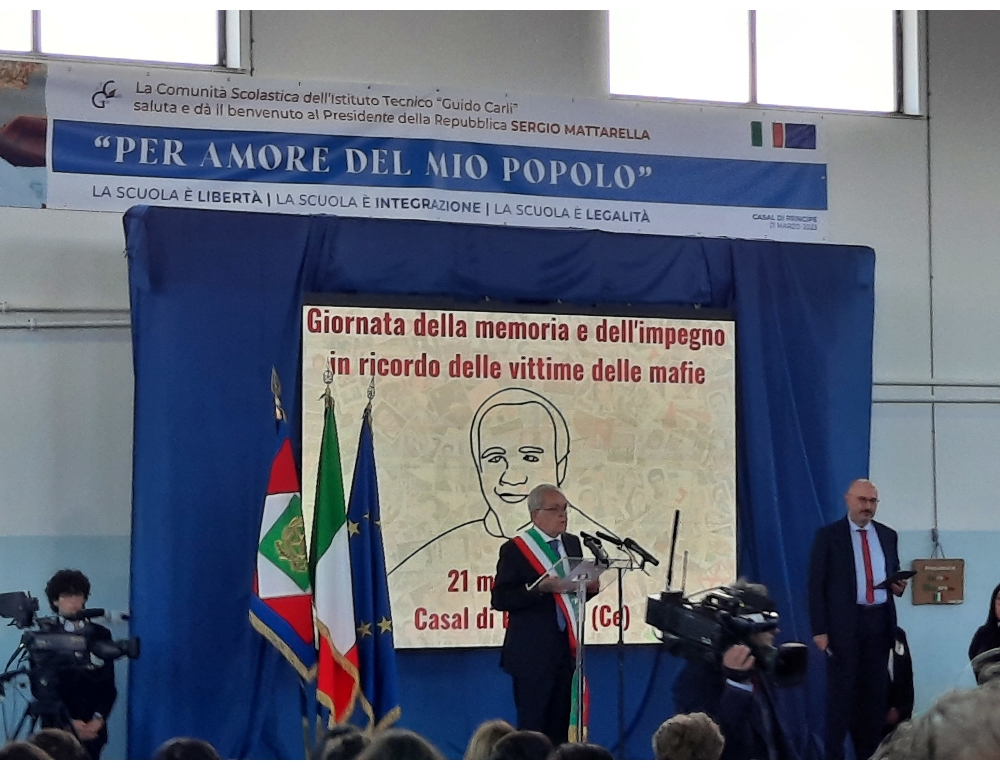 La Comunità Scolastica dell'Istituto Tecnico "Guido Carli"
saluta e dà il benvenuto al Presidente della Repubblica SERGIO MATTARELLA
"PER AMORE DEL MIO POPOLO"
LA SCUOLA È LIBERTÀ | LA SCUOLA È INTEGRAZIONE | LA SCUOLA È LEGALITÀ
CASAL DI PRINCIPE
21 MARZO 2023
Giornata della memoria e dell'impegno
in ricordo delle vittime delle mafie
21
Casal di (Ce)